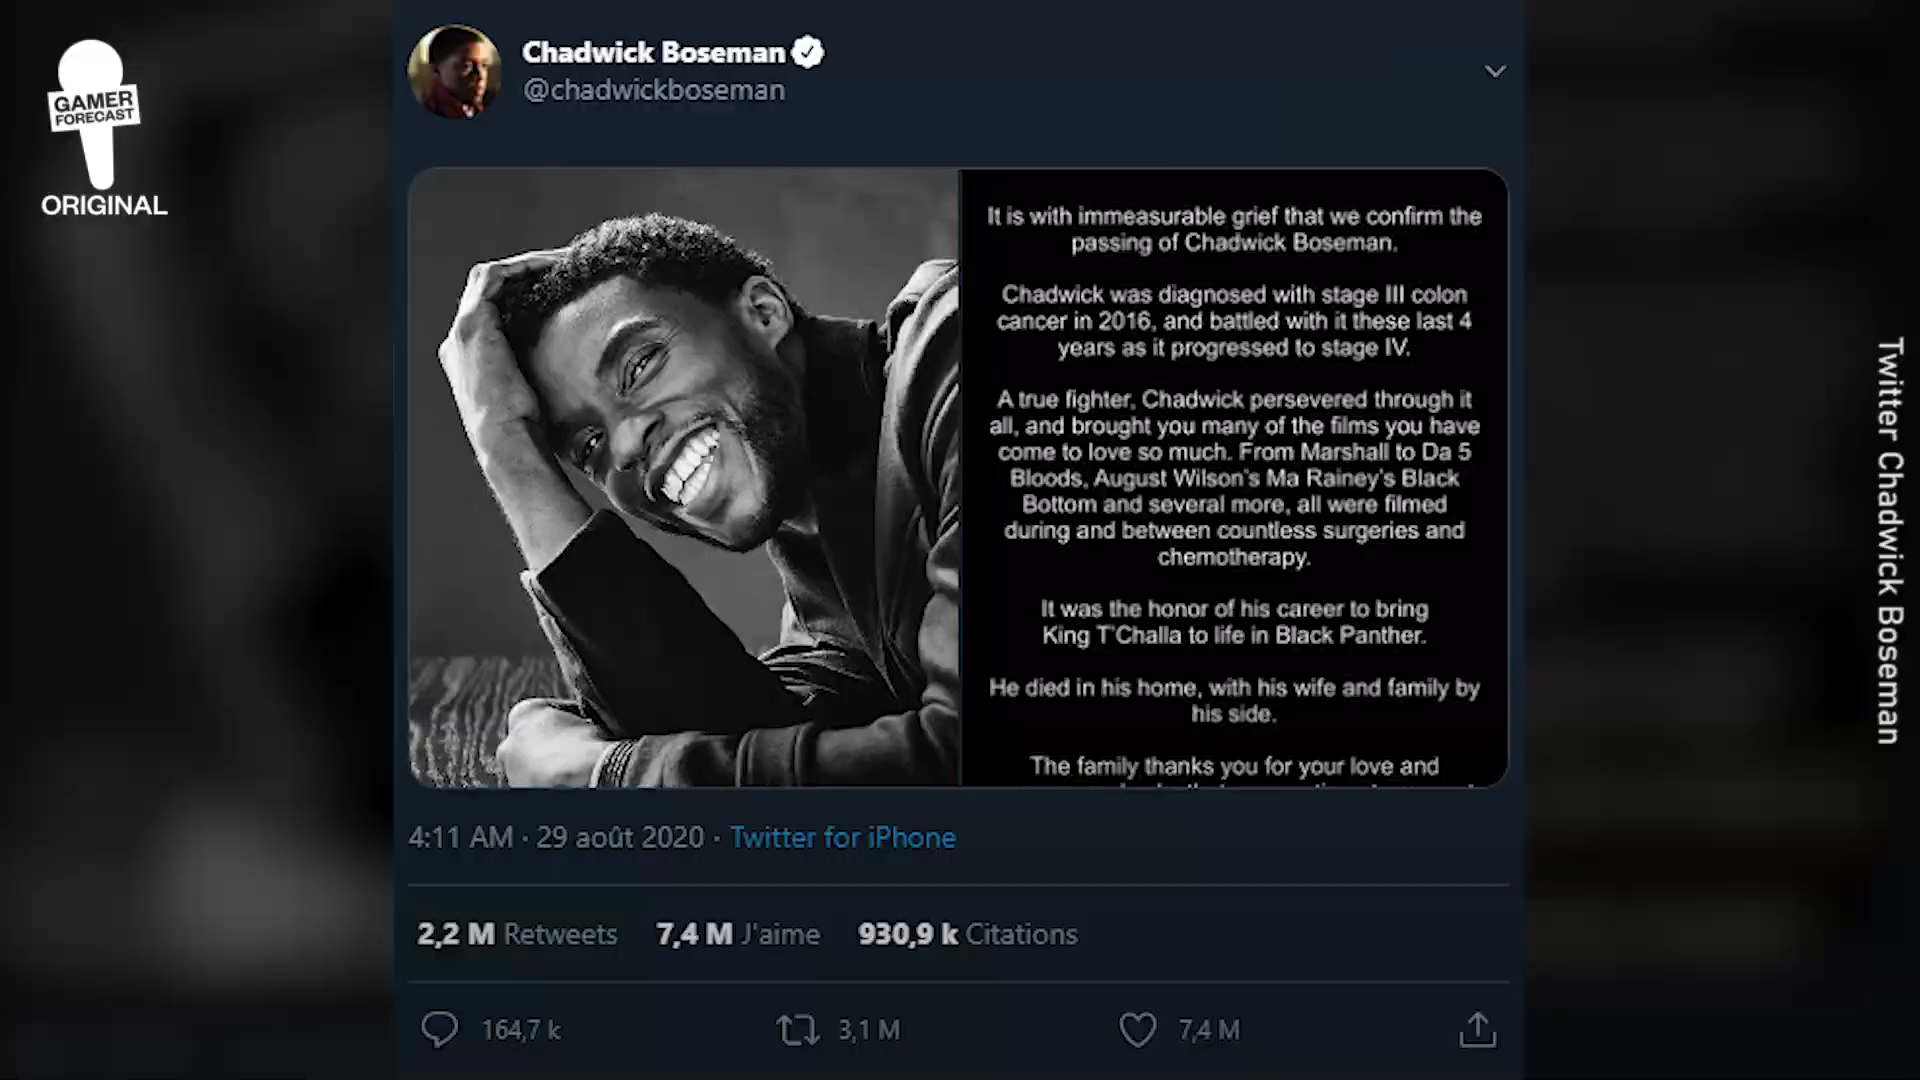 GAMER
FORECAST
ORIGINAL
Chadwick Boseman
@chadwickboseman
It is with immeasurable grief that we confirm the
passing of Chadwick Boseman.
Chadwick was diagnosed with stage III colon
cancer in 2016, and battled with it these last 4
years as it progressed to stage IV.
A true fighter, Chadwick persevered through it
all, and brought you many of the films you have
come to love so much. From Marshall to Da 5
Bloods, August Wilson's Ma Rainey's Black
Bottom and several more, all were filmed
during and between countless surgeries and
chemotherapy.
It was the honor of his career to bring
King T'Challa to life in Black Panther.
He died in his home, with his wife and family by
his side.
The family thanks you for your love and
4:11 AM · 29 août 2020 · Twitter for iPhone
2,2 M Retweets 7,4 M J'aime 930,9 k Citations
164,7 k 3,1 M 7,4 M
Twitter Chadwick Boseman